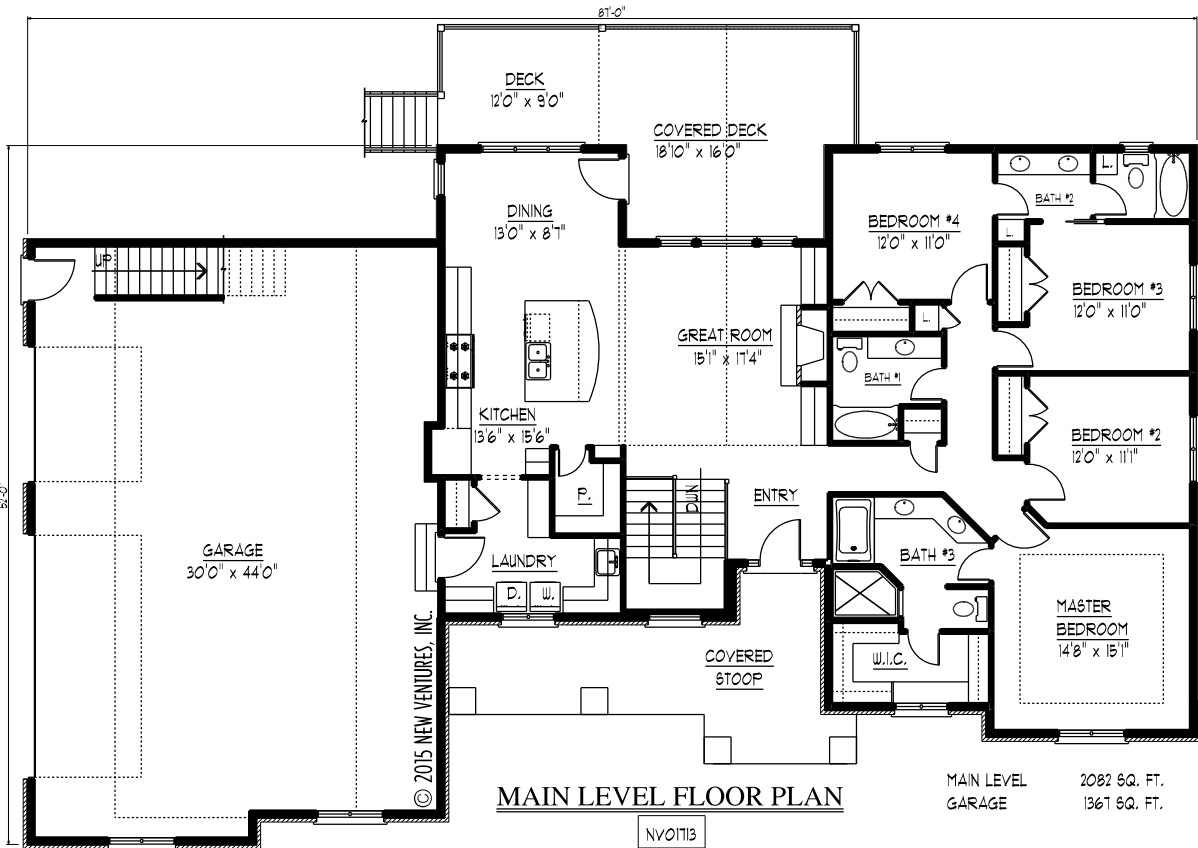 87'-0"
DECK
12'0" x 9'0"
COVERED DECK
18'10" x 16'0"
DINING
13'0" x 8'7"
BEDROOM #4
12'0" x 11'0"
BATH #2
L.
L.
BEDROOM #3
12'0" x 11'0"
UP
GREAT ROOM
15'1" x 17'4"
L.
BATH #1
KITCHEN
13'6" x 15'6"
BEDROOM #2
12'0" x 11'1"
P.
DWN
ENTRY
52'-0"
GARAGE
30'0" x 44'0"
LAUNDRY
D.
W.
BATH #3
MASTER
BEDROOM
14'8" x 15'1"
W.I.C.
COVERED
STOOP
© 2015 NEW VENTURES, INC.
MAIN LEVEL FLOOR PLAN
NV01713
MAIN LEVEL 2082 SQ. FT.
GARAGE 1367 SQ. FT.